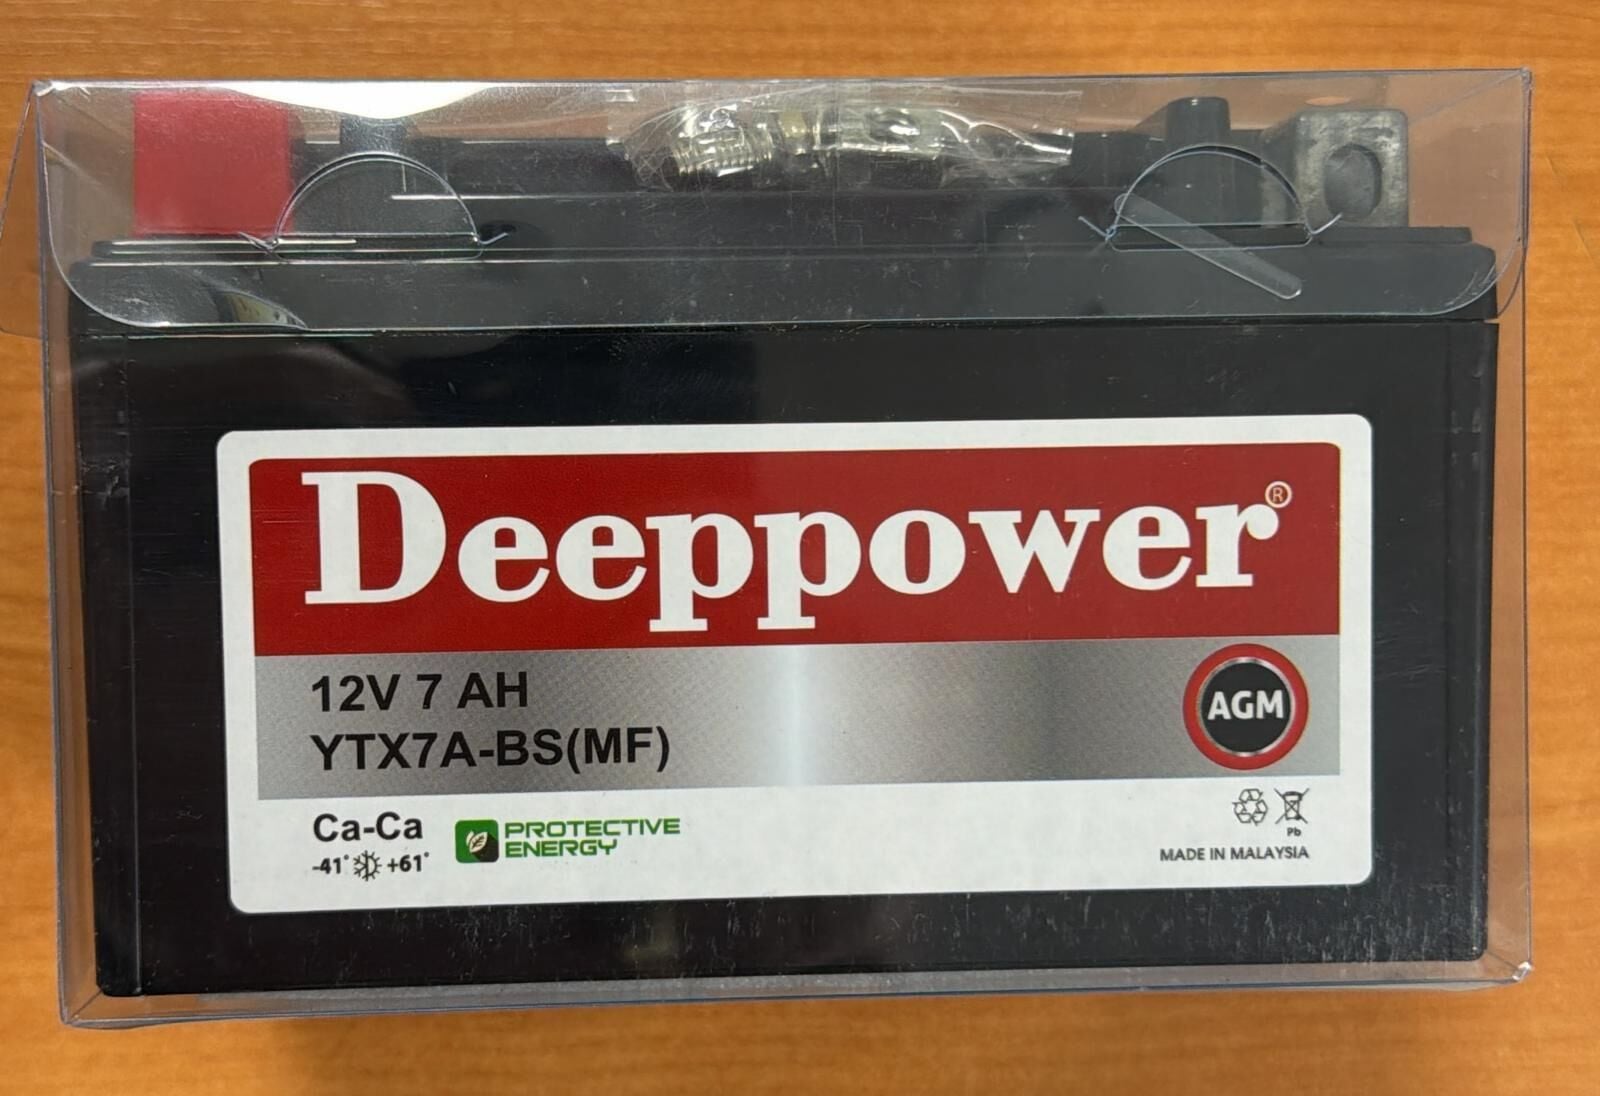 Deeppower®
12V 7 AH
YTX7A-BS(MF)
AGM
Ca-Ca
-41° +61°
PROTECTIVE
ENERGY
Pb
MADE IN MALAYSIA